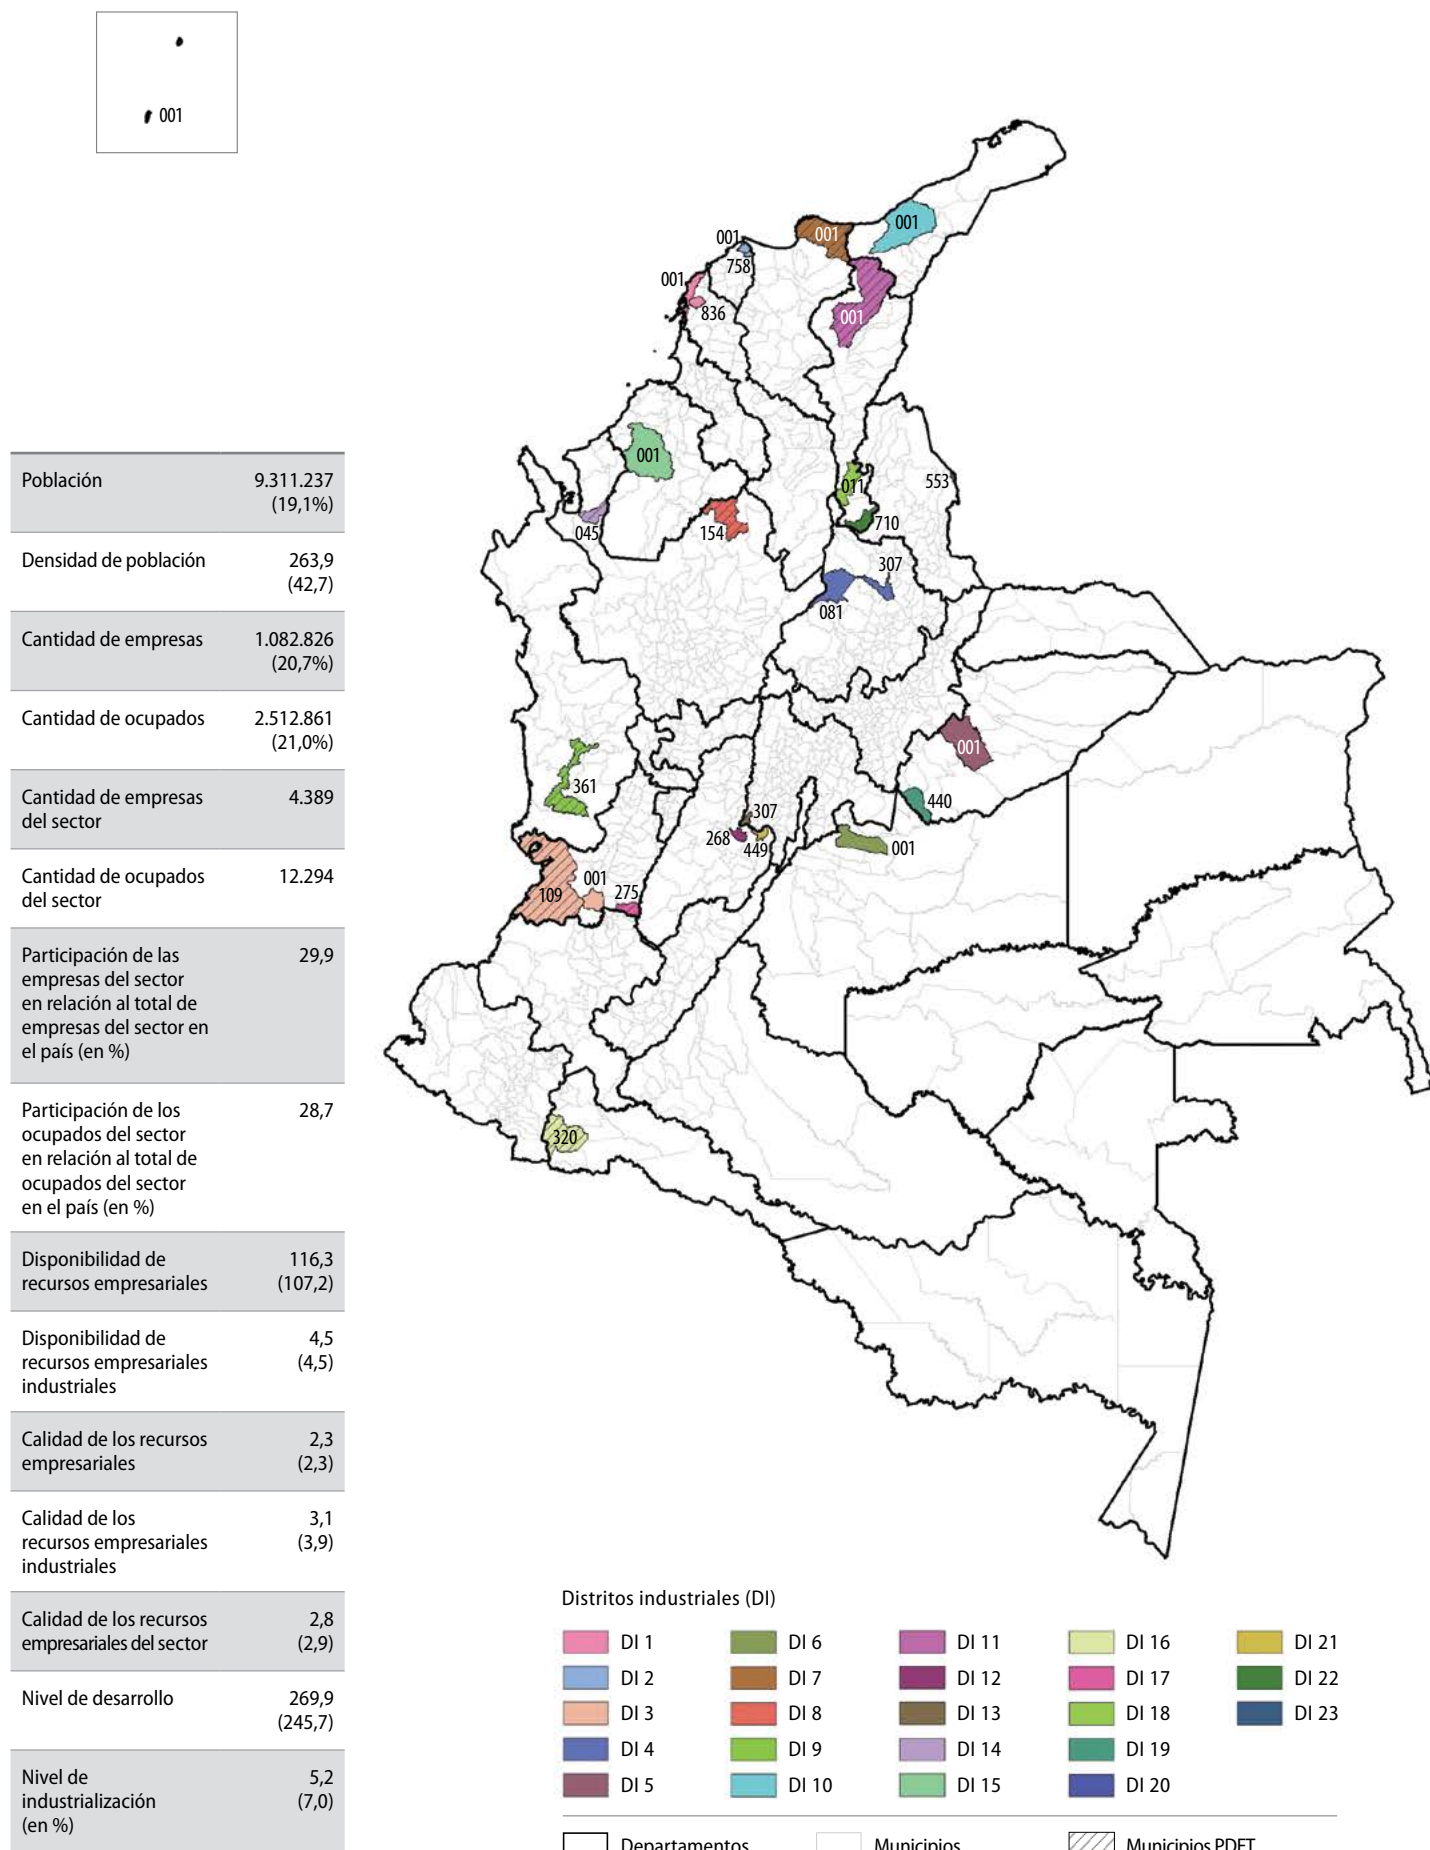 001
001
001
001
758
001
001
836
001
001
011
553
710
045
154
307
081
001
361
440
307
268
449
001
109
001
275
320
Población 9.311.237
(19,1%)
Densidad de población 263,9
(42,7)
Cantidad de empresas 1.082.826
(20,7%)
Cantidad de ocupados 2.512.861
(21,0%)
Cantidad de empresas 4.389
del sector
Cantidad de ocupados 12.294
del sector
Participación de las 29,9
empresas del sector
en relación al total de
empresas del sector en
el país (en %)
Participación de los 28,7
ocupados del sector
en relación al total de
ocupados del sector
en el país (en %)
Disponibilidad de 116,3
recursos empresariales (107,2)
Disponibilidad de 4,5
recursos empresariales (4,5)
industriales
Calidad de los recursos 2,3
empresariales (2,3)
Calidad de los 3,1
recursos empresariales (3,9)
industriales
Calidad de los recursos 2,8
empresariales del sector (2,9)
Nivel de desarrollo 269,9
(245,7)
Nivel de 5,2
industrialización (7,0)
(en %)
Distritos industriales (DI)
DI 1 DI 6 DI 11 DI 16 DI 21
DI 2 DI 7 DI 12 DI 17 DI 22
DI 3 DI 8 DI 13 DI 18 DI 23
DI 4 DI 9 DI 14 DI 19
DI 5 DI 10 DI 15 DI 20
Departamentos Municipios Municipios PDET